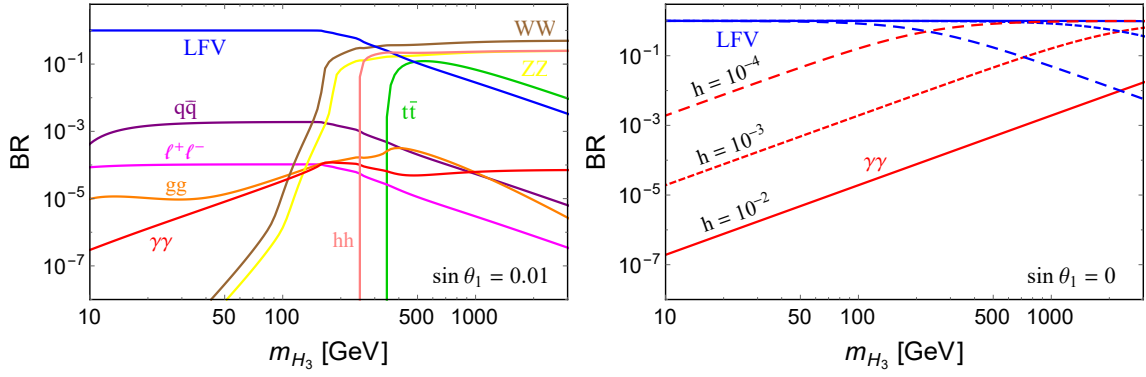 10⁻¹
10⁻³
10⁻⁵
10⁻⁷
BR
LFV
WW
ZZ
qq̄
tt̄
ℓ⁺ℓ⁻
gg
γγ
hh
sin θ₁ = 0.01
10 50 100 500 1000
m_{H₃} [GeV]
10⁻¹
10⁻³
10⁻⁵
10⁻⁷
BR
LFV
h = 10⁻⁴
h = 10⁻³
γγ
h = 10⁻²
sin θ₁ = 0
10 50 100 500 1000
m_{H₃} [GeV]